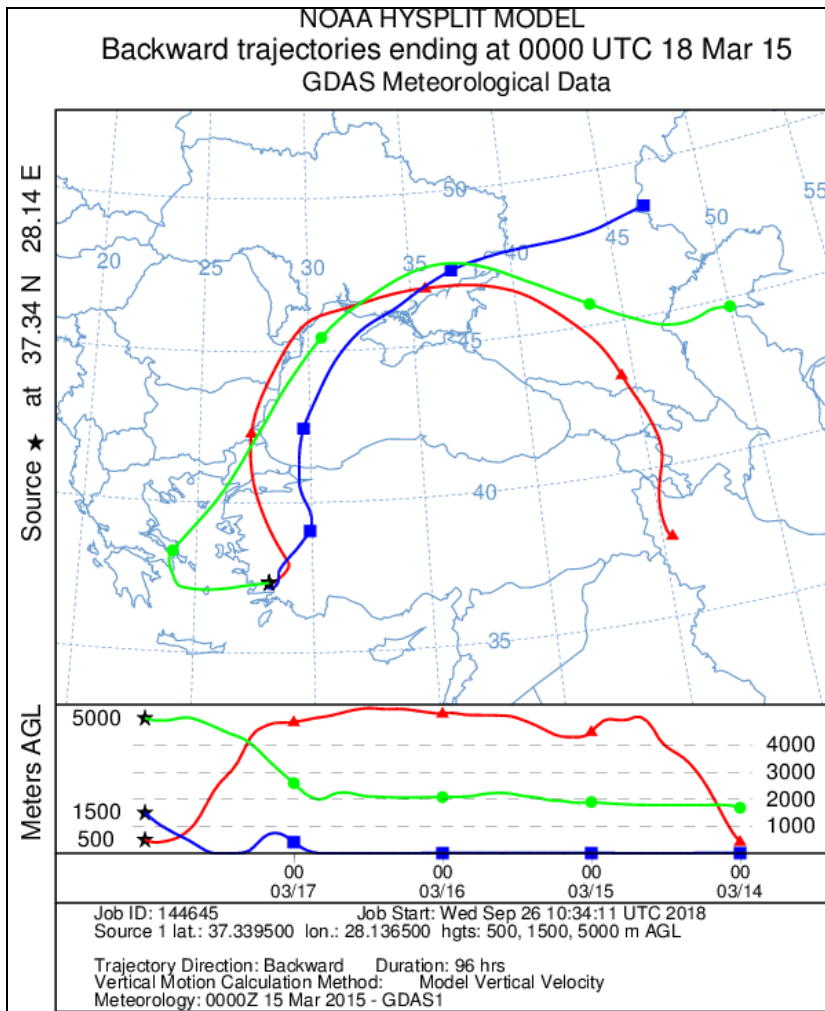 NOAA HYSPLIT MODEL
Backward trajectories ending at 0000 UTC 18 Mar 15
GDAS Meteorological Data
Source ★ at 37.34 N 28.14 E
50
55
20
25
30
35
40
45
50
45
40
35
Meters AGL
5000
1500
500
4000
3000
2000
1000
00 00 00 00
03/17 03/16 03/15 03/14
Job ID: 144645 Job Start: Wed Sep 26 10:34:11 UTC 2018
Source 1 lat.: 37.339500 lon.: 28.136500 hgts: 500, 1500, 5000 m AGL
Trajectory Direction: Backward Duration: 96 hrs
Vertical Motion Calculation Method: Model Vertical Velocity
Meteorology: 0000Z 15 Mar 2015 - GDAS1